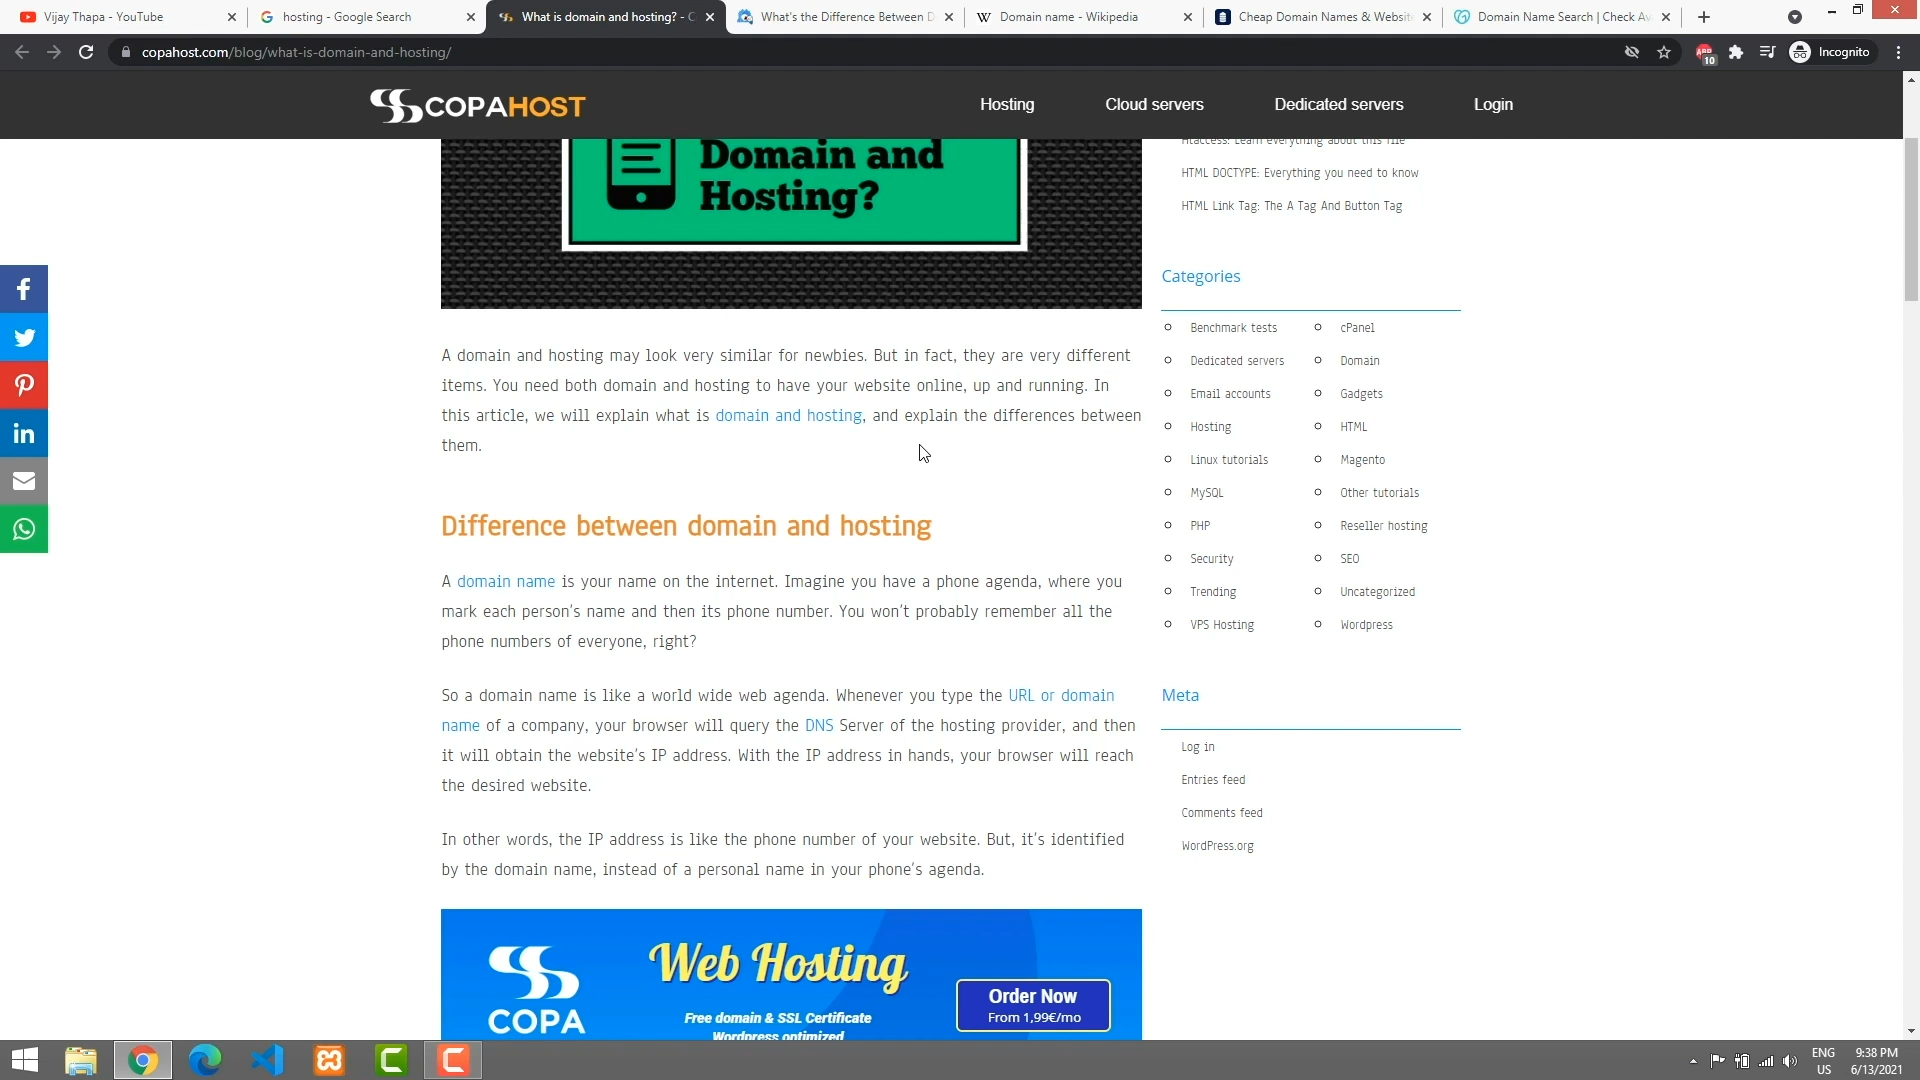 Vijay Thapa - YouTube
hosting - Google Search
What is domain and hosting? - C
What's the Difference Between D
Domain name - Wikipedia
Cheap Domain Names & Website
Domain Name Search | Check Av
copahost.com/blog/what-is-domain-and-hosting/
ABP
10
Incognito
COPAHOST
Hosting
Cloud servers
Dedicated servers
Login
Domain and
Hosting?
Htaccess: Learn everything about this file
HTML DOCTYPE: Everything you need to know
HTML Link Tag: The A Tag And Button Tag
A domain and hosting may look very similar for newbies. But in fact, they are very different
items. You need both domain and hosting to have your website online, up and running. In
this article, we will explain what is domain and hosting, and explain the differences between
them.
Difference between domain and hosting
A domain name is your name on the internet. Imagine you have a phone agenda, where you
mark each person's name and then its phone number. You won't probably remember all the
phone numbers of everyone, right?
So a domain name is like a world wide web agenda. Whenever you type the URL or domain
name of a company, your browser will query the DNS Server of the hosting provider, and then
it will obtain the website's IP address. With the IP address in hands, your browser will reach
the desired website.
In other words, the IP address is like the phone number of your website. But, it's identified
by the domain name, instead of a personal name in your phone's agenda.
COPA
Web Hosting
Free domain & SSL Certificate
Wordpress optimized
Order Now
From 1,99€/mo
Categories
Benchmark tests
cPanel
Dedicated servers
Domain
Email accounts
Gadgets
Hosting
HTML
Linux tutorials
Magento
MySQL
Other tutorials
PHP
Reseller hosting
Security
SEO
Trending
Uncategorized
VPS Hosting
Wordpress
Meta
Log in
Entries feed
Comments feed
WordPress.org
ENG
US
9:38 PM
6/13/2021